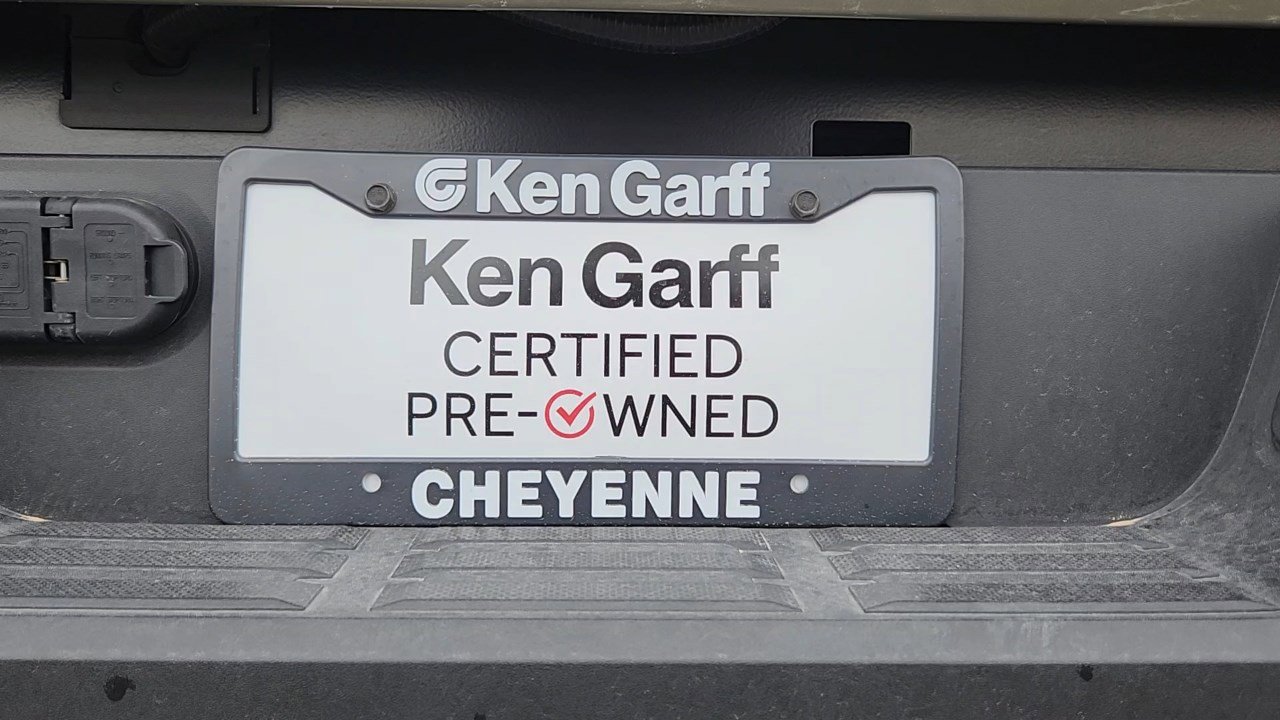 Ken Garff
Ken Garff
CERTIFIED
PRE-OWNED
CHEYENNE